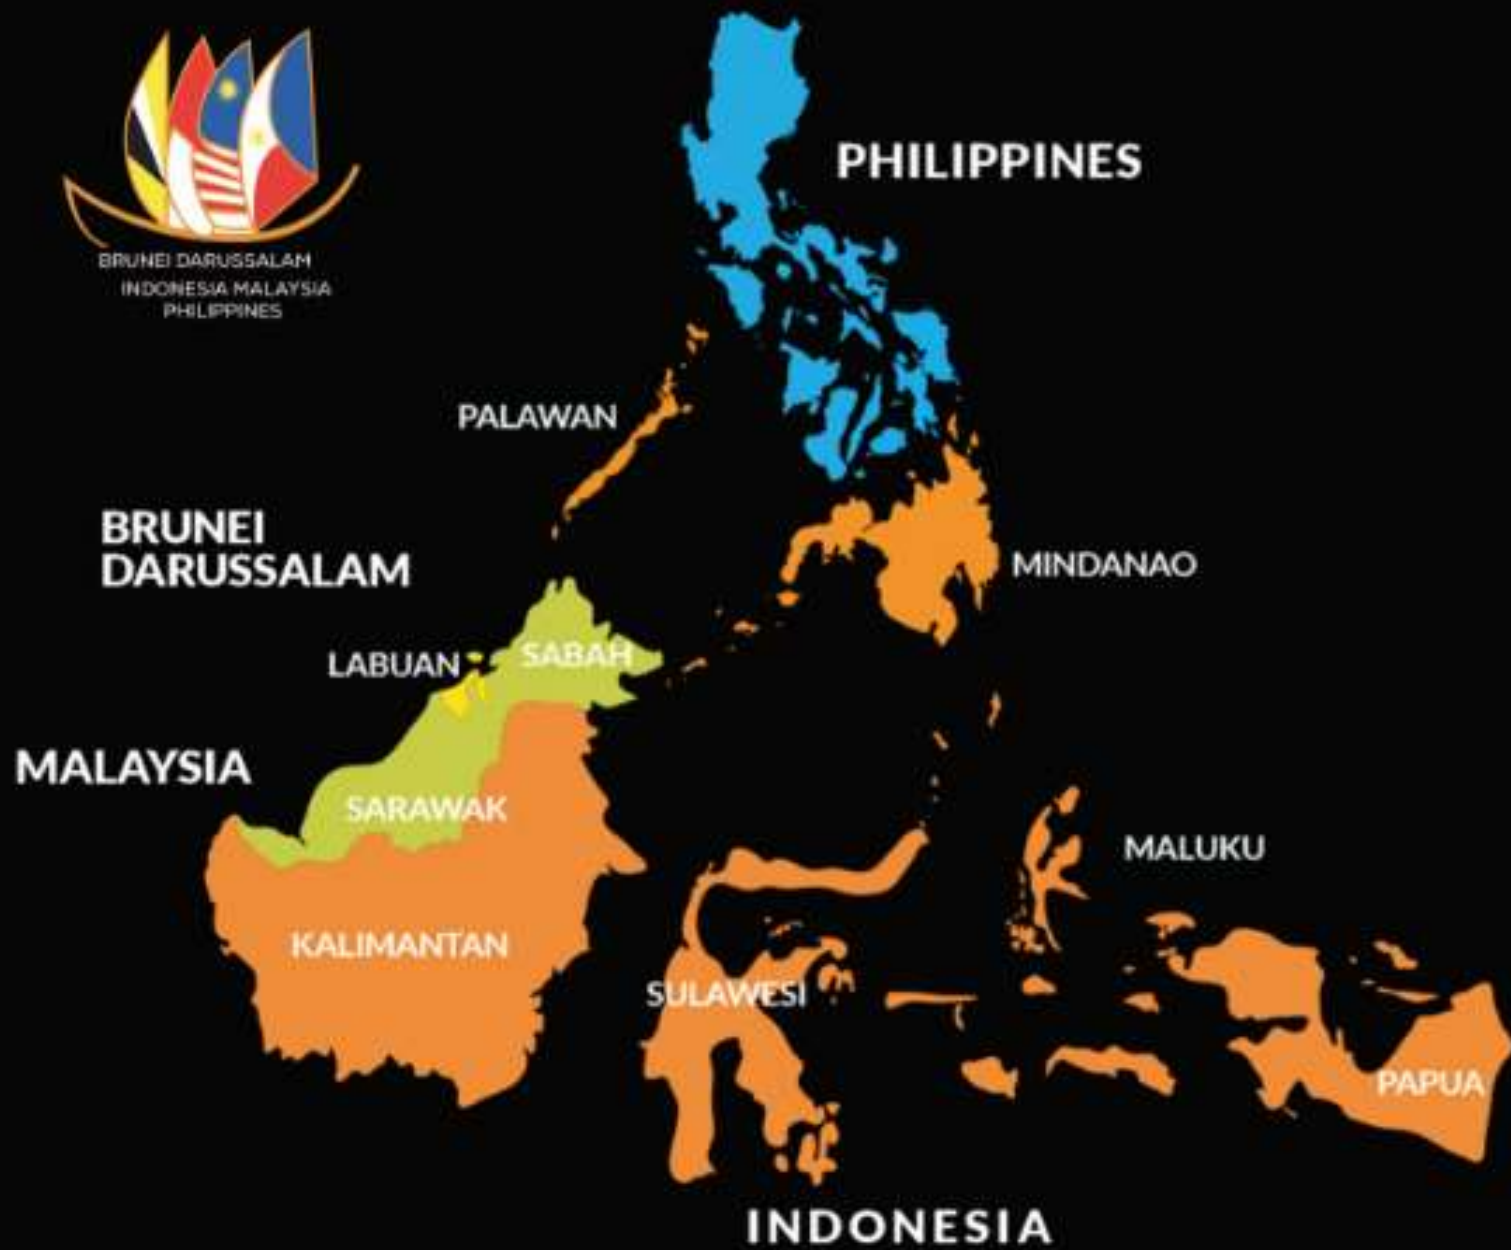 BRUNEI DARUSSALAM
INDONESIA MALAYSIA
PHILIPPINES
PHILIPPINES
PALAWAN
BRUNEI
DARUSSALAM
MINDANAO
LABUAN
SABAH
MALAYSIA
SARAWAK
MALUKU
KALIMANTAN
SULAWESI
PAPUA
INDONESIA